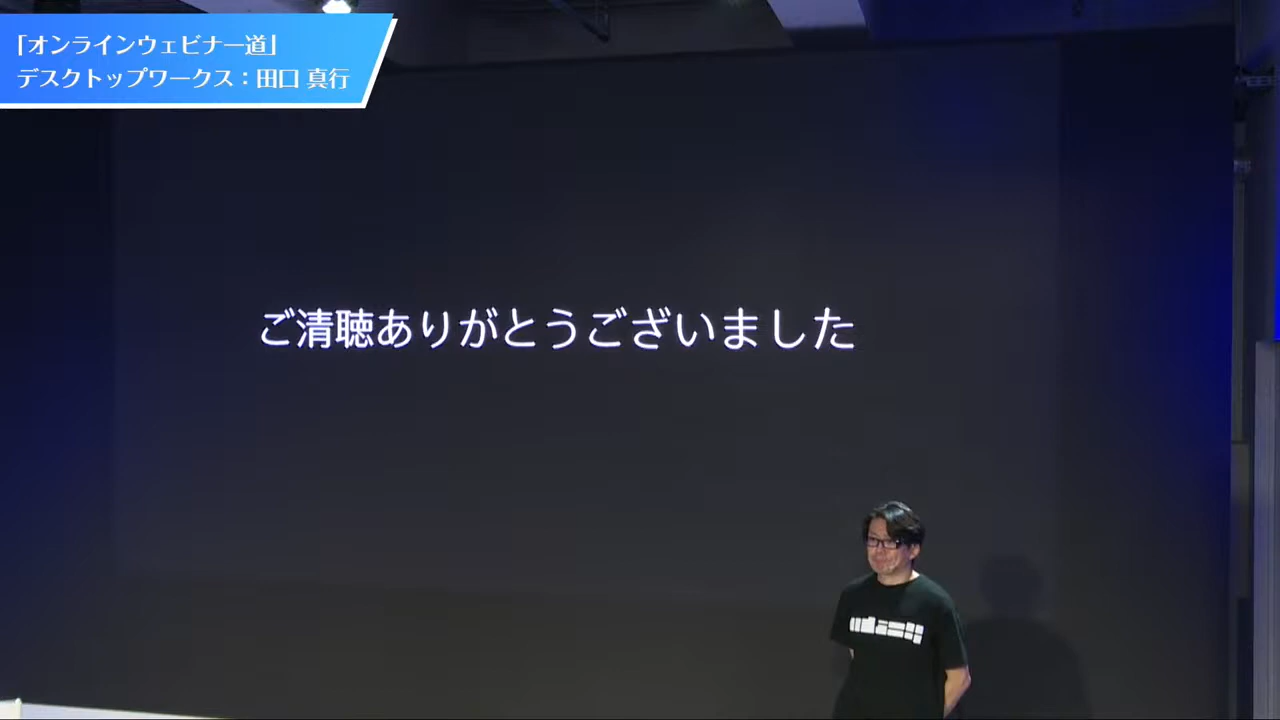 「オンラインウェビナー道」
デスクトップワークス：田口 真行
ご清聴ありがとうございました